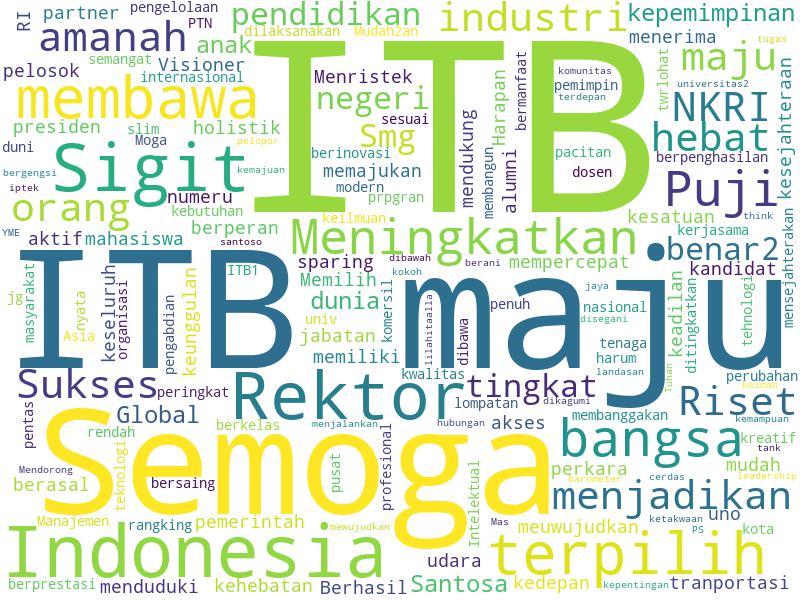 RI partner pengelolaan PTN dilaksanakan Mudah2an pendidikan industri kepemimpinan
amanah anak semangat Visioner internasional menerima tugas
pelosok membawa ITB Menristek negeri komunitas pemimpin terdepan twrlohat maju universitas2
presiden slim holistik Moga pelopor sesuai Smg Harapan bermanfaat NKRI kesejahteraan
duni bergengsi iptek Sigit kemajuan berinovasi memajukan modern mendukung membangun alumni pacitan dosen hebat berpenghasilan
orang numeru kebutuhan prpgran keilmuan Puji
YME aktif mahasiswa berperan santoso Meningkatkan kesatuan kerjasama think benar2
jg masyarakat nyata Asia keseluruh organisasi pengabdian keunggulan ITB1 sparing dibawah berani mempercepat kandidat mensejahterakan
ITB maju Memilih dunia kokoh komersil lilahitaalla penuh jaya nasional disegani keadilan ditingkatkan teknologi
univ jabatan memiliki dibawa tenaga harum landasan Tuhan perubahan keiman
Sukses peringkat Rektor kwalitas tingkat dikagumi Riset
pentas Global berkelas menjalankan lompatan hubungan akses membanggakan kemampuan kreatif
rendah Semoga profesional bangsa tank
Mendorong berasal teknologi bersaing pusat Intelektual perkara barometer cerdas mudah leadership
Manajemen rangking pemerintah mewujudkan Mas menjadikan meuwujudkan ketakwaan uno PS kota
Indonesia udara terpilih
berprestasi menduduki kehebatan Berhasil Santosa kedepan kepentingan tranportasi